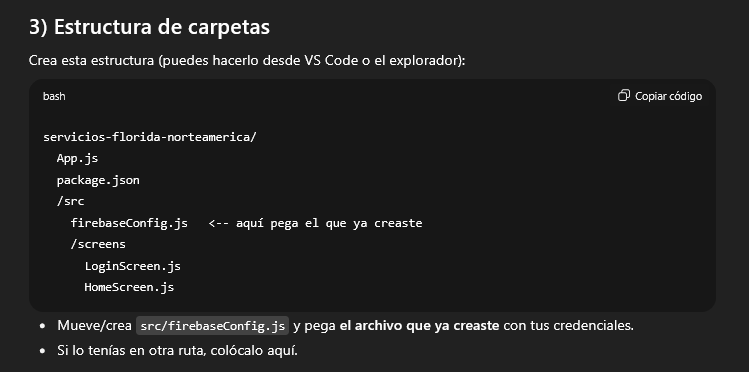 3) Estructura de carpetas
Crea esta estructura (puedes hacerlo desde VS Code o el explorador):
bash
Copiar código
servicios-florida-norteamerica/
App.js
package.json
/src
firebaseConfig.js   <-- aquí pega el que ya creaste
/screens
LoginScreen.js
HomeScreen.js
• Mueve/crea src/firebaseConfig.js y pega el archivo que ya creaste con tus credenciales.
• Si lo tenías en otra ruta, colócalo aquí.